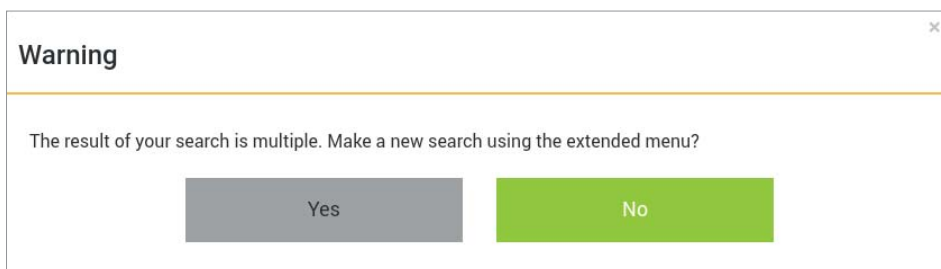 Warning
The result of your search is multiple. Make a new search using the extended menu?
Yes
No